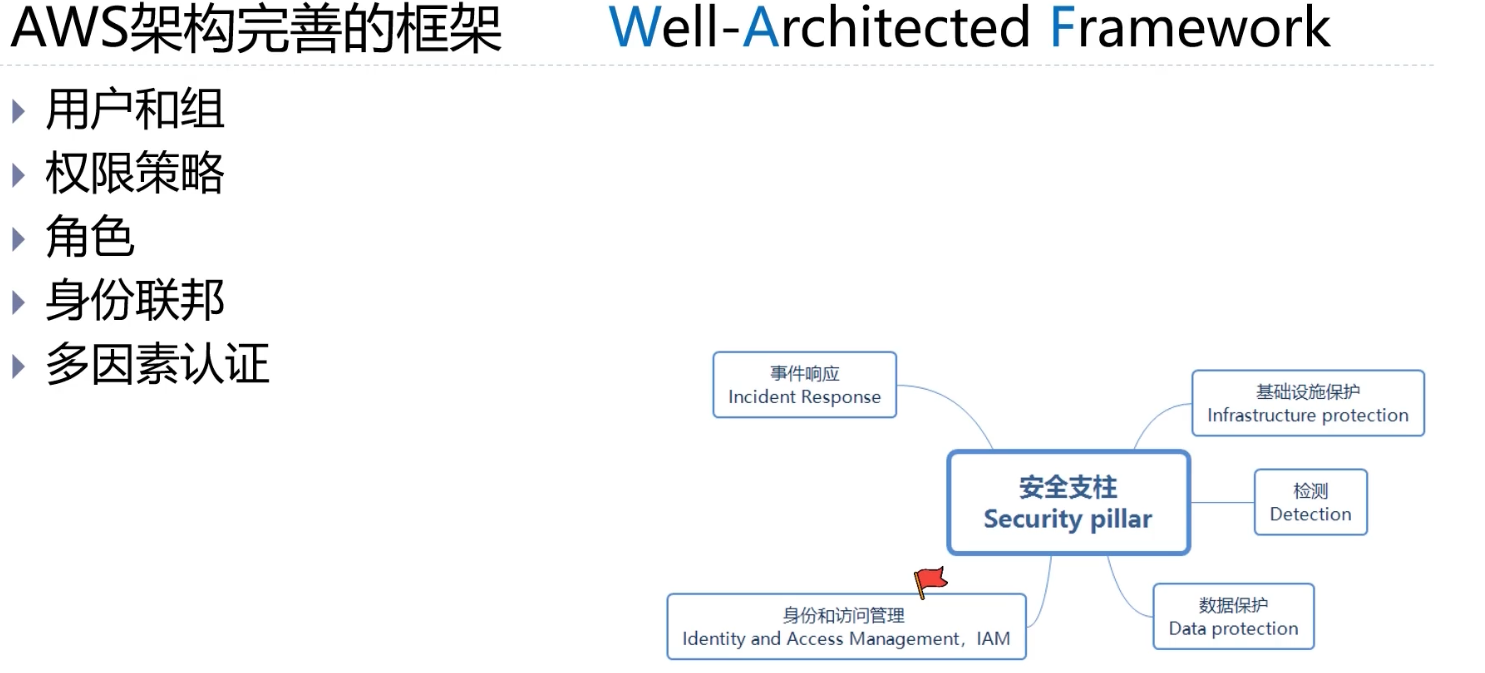 AWS架构完善的框架 Well-Architected Framework
用户和组
权限策略
角色
身份联邦
多因素认证
事件响应
Incident Response
基础设施保护
Infrastructure protection
安全支柱
Security pillar
检测
Detection
身份和访问管理
Identity and Access Management，IAM
数据保护
Data protection